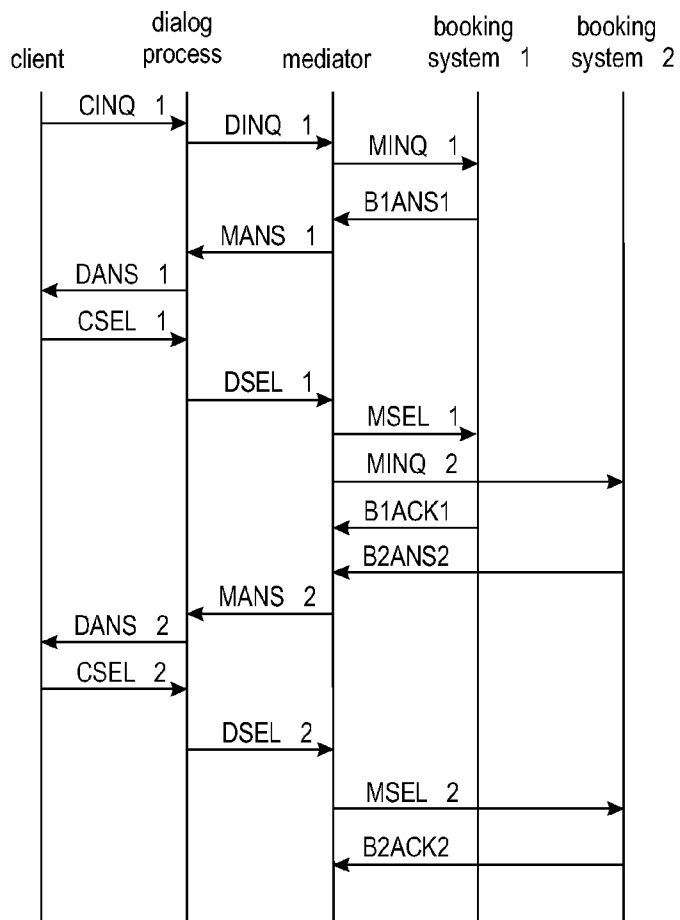 client
dialog
process
mediator
booking
system 1
booking
system 2
CINQ 1
DINQ 1
MINQ 1
B1ANS1
MANS 1
DANS 1
CSEL 1
DSEL 1
MSEL 1
MINQ 2
B1ACK1
B2ANS2
MANS 2
DANS 2
CSEL 2
DSEL 2
MSEL 2
B2ACK2